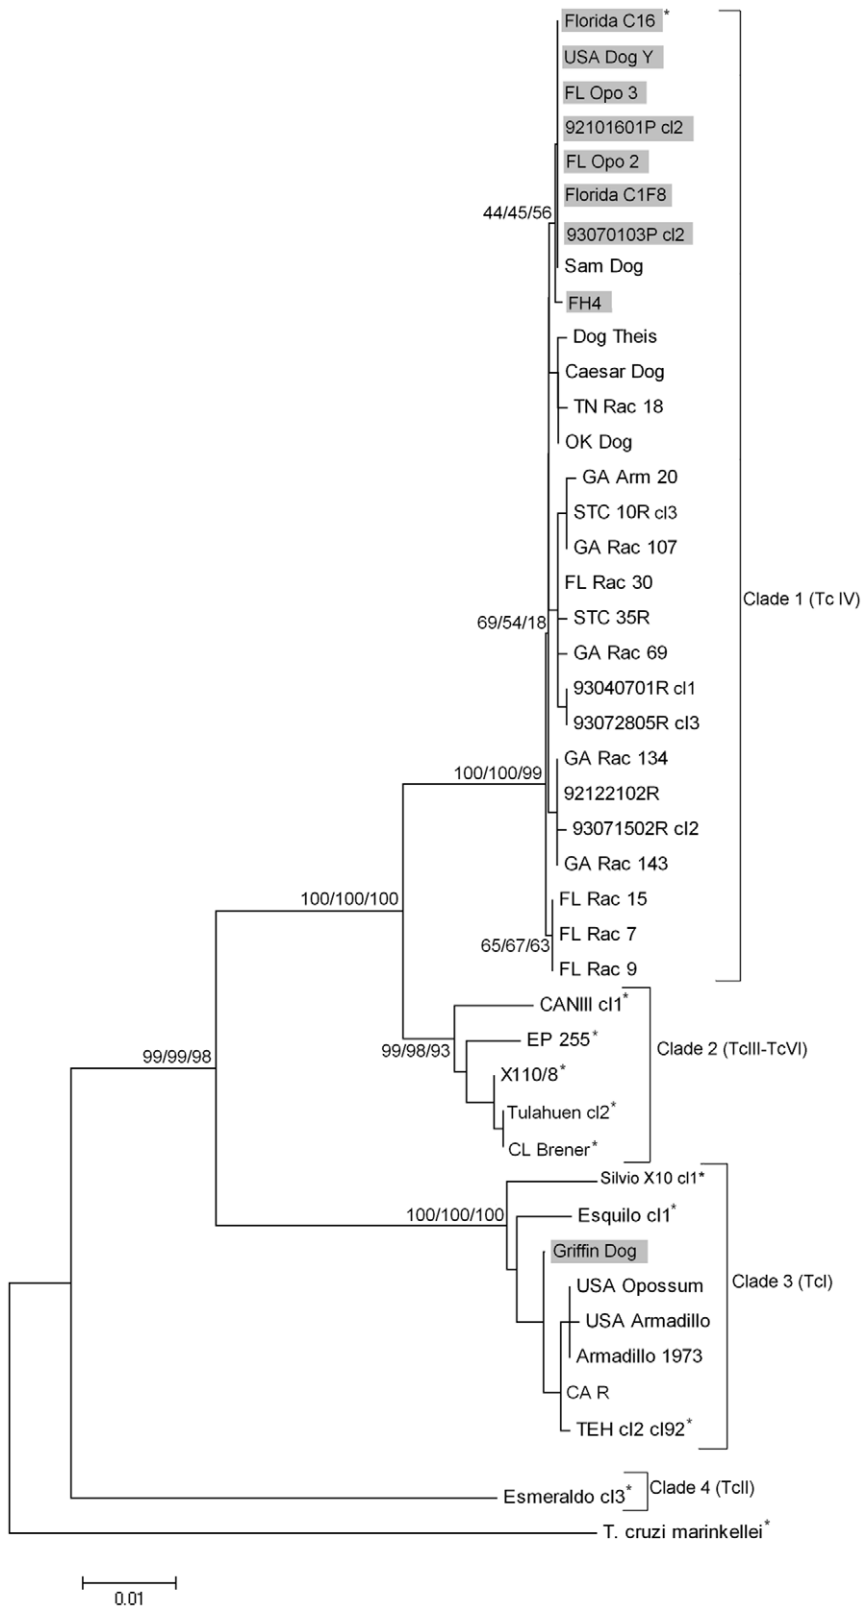 Florida C16*
USA Dog Y
FL Opo 3
92101601P cl2
FL Opo 2
Florida C1F8
44/45/56
93070103P cl2
Sam Dog
FH4
Dog Theis
Caesar Dog
TN Rac 18
OK Dog
GA Arm 20
STC 10R cl3
GA Rac 107
FL Rac 30
Clade 1 (Tc IV)
STC 35R
69/54/18
GA Rac 69
93040701R cl1
93072805R cl3
GA Rac 134
100/100/99
92122102R
93071502R cl2
GA Rac 143
FL Rac 15
100/100/100
FL Rac 7
65/67/63
FL Rac 9
CANIII cl1*
EP 255*
99/98/93
Clade 2 (TcIII-TcVI)
99/99/98
X110/8*
Tulahuen cl2*
CL Brener*
Silvio X10 cl1*
Esquilo cl1*
100/100/100
Griffin Dog
Clade 3 (TcI)
USA Opossum
USA Armadillo
Armadillo 1973
CA R
TEH cl2 cl92*
Clade 4 (TcII)
Esmeraldo cl3*
T. cruzi marinkellei*
0.01